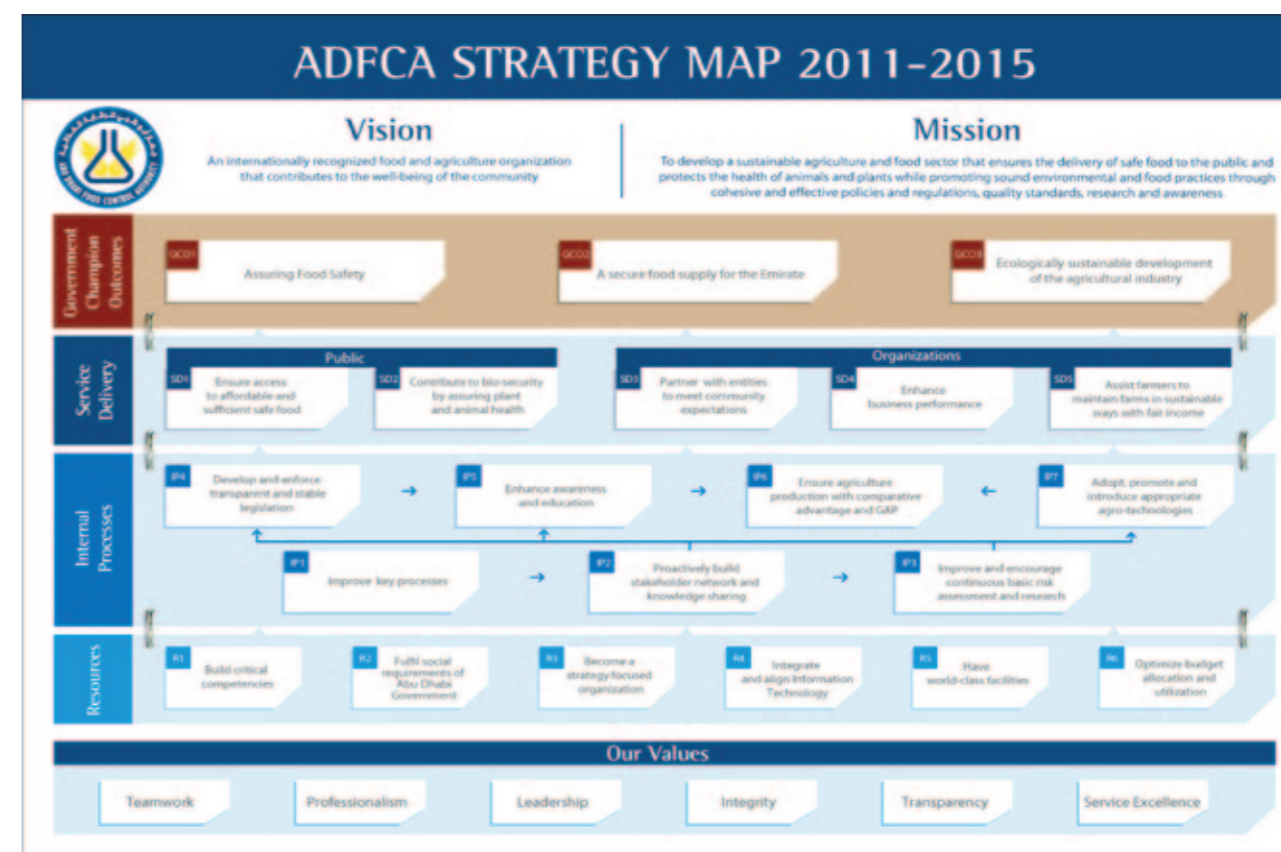 ADFCA STRATEGY MAP 2011–2015
Vision
An internationally recognized food and agriculture organization
that contributes to the well-being of the community
Mission
To develop a sustainable agriculture and food sector that ensures the delivery of safe food to the public and
protects the health of animals and plants while promoting sound environmental and food practices through
cohesive and effective policies and regulations, quality standards, research and awareness
ABU DHABI FOOD CONTROL AUTHORITY
Government
Champion
Outcomes
GCO1
Assuring Food Safety
GCO2
A secure food supply for the Emirate
GCO3
Ecologically sustainable development
of the agricultural industry
Service
Delivery
Public
SD1
Ensure access
to affordable and
sufficient safe food
SD2
Contribute to bio-security
by assuring plant
and animal health
Organizations
SD3
Partner with entities
to meet community
expectations
SD4
Enhance
business performance
SD5
Assist farmers to
maintain farms in sustainable
ways with fair income
Internal
Processes
IP4
Develop and enforce
transparent and stable
legislation
IP5
Enhance awareness
and education
IP6
Ensure agriculture
production with comparative
advantage and GAP
IP7
Adopt, promote and
introduce appropriate
agro-technologies
IP1
Improve key processes
IP2
Proactively build
stakeholder network and
knowledge sharing
IP3
Improve and encourage
continuous basic risk
assessment and research
Resources
R1
Build critical
competencies
R2
Fulfil social
requirements of
Abu Dhabi
Government
R3
Become a
strategy focused
organization
R4
Integrate
and align Information
Technology
R5
Have
world-class facilities
R6
Optimize budget
allocation and
utilization
Our Values
Teamwork
Professionalism
Leadership
Integrity
Transparency
Service Excellence